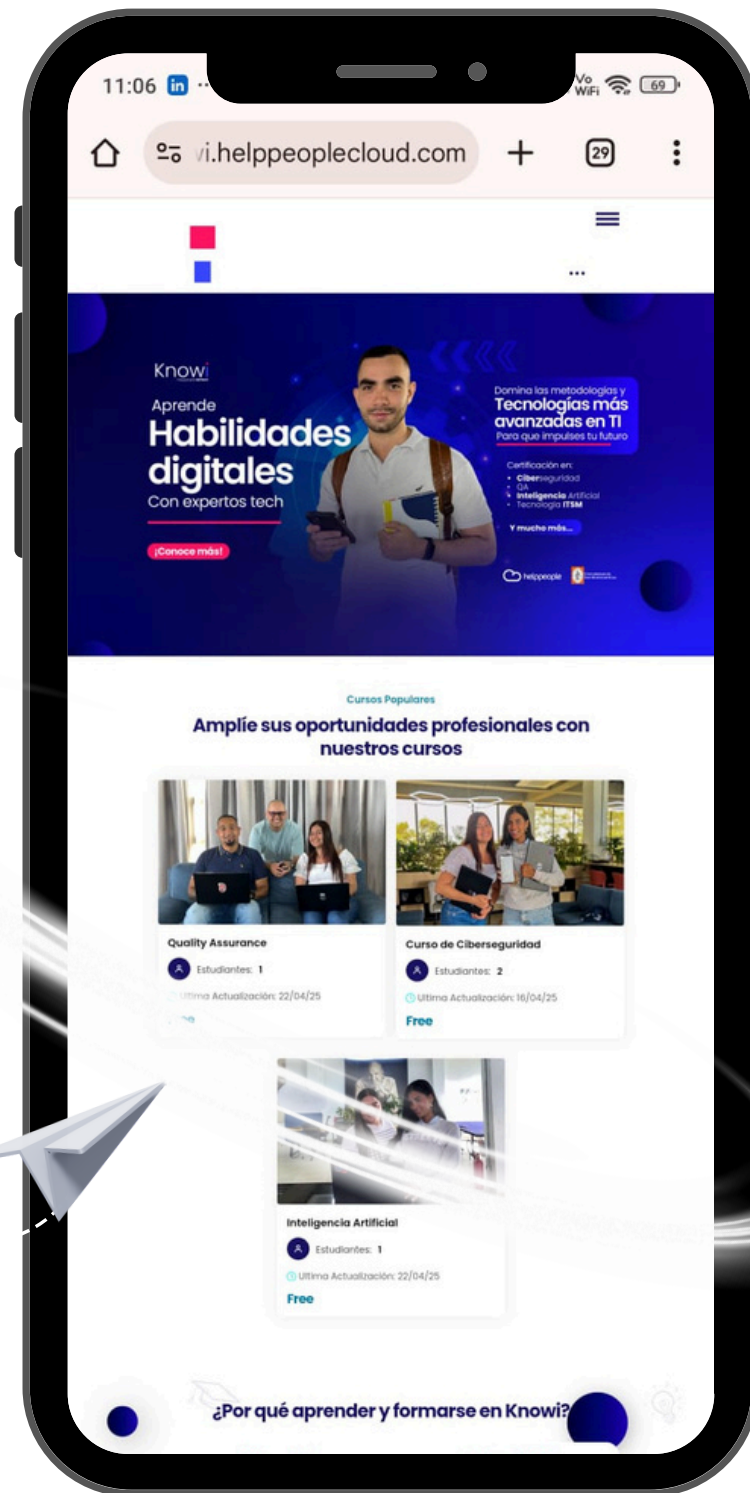 11:06 in ··
Vo
WiFi
69
vi.helppeoplecloud.com
29
Knowi
Aprende
Habilidades
digitales
Con expertos tech
¡Conoce más!
Domina las metodologías y
Tecnologías más
avanzadas en TI
Para que impulses tu futuro
Certificación en:
• Ciberseguridad
• QA
• Inteligencia Artificial
• Tecnología ITSM
Y mucho más...
helppeople
Cursos Populares
Amplíe sus oportunidades profesionales con
nuestros cursos
Quality Assurance
Estudiantes: 1
Ultima Actualización: 22/04/25
Curso de Ciberseguridad
Estudiantes: 2
Ultima Actualización: 16/04/25
Free
Inteligencia Artificial
Estudiantes: 1
Ultima Actualización: 22/04/25
Free
¿Por qué aprender y formarse en Knowi?